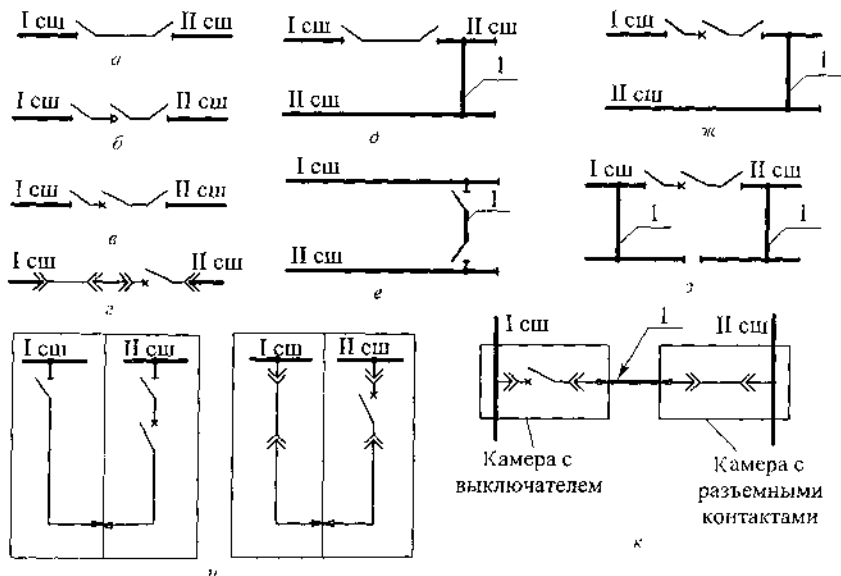 I сш II сш
а
I сш II сш
б
I сш II сш
в
I сш II сш
г
I сш II сш
1
II сш
д
I сш
1
II сш
е
I сш
1
II сш
ж
I сш II сш
1 1
з
I сш II сш
I сш II сш
и
I сш 1 II сш
Камера с
выключателем
Камера с
разъемными
контактами
к